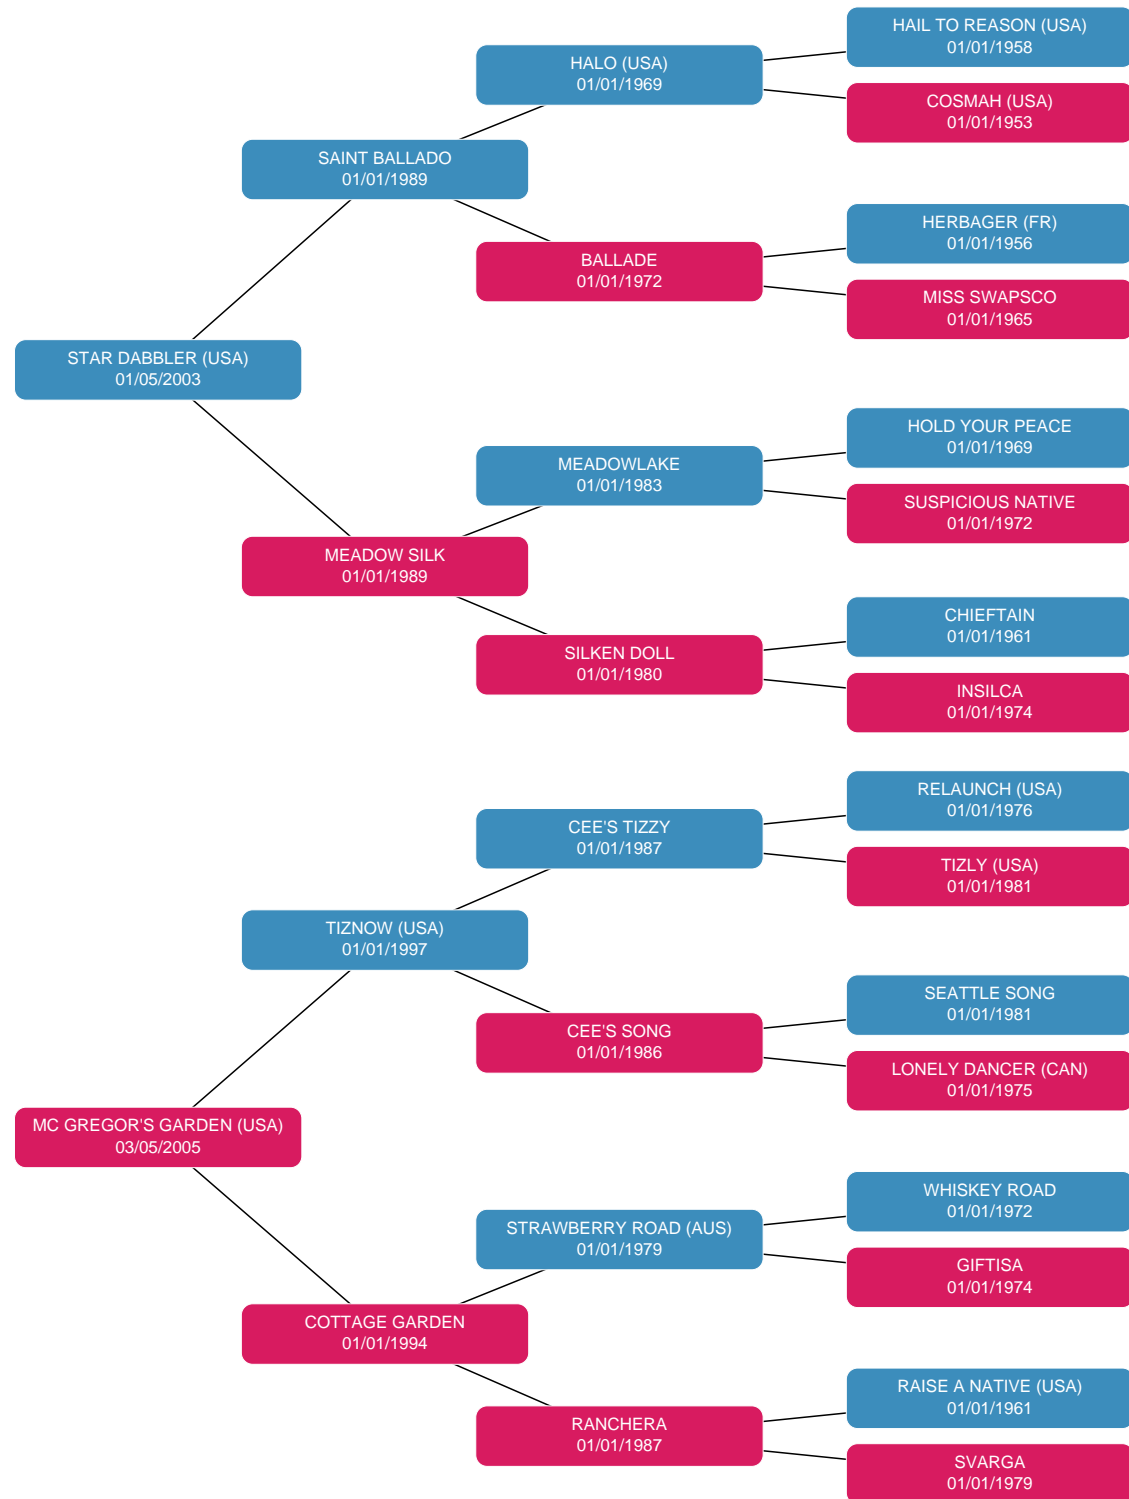 HAIL TO REASON (USA)
01/01/1958
HALO (USA)
01/01/1969
COSMAH (USA)
01/01/1953
SAINT BALLADO
01/01/1989
HERBAGER (FR)
01/01/1956
BALLADE
01/01/1972
MISS SWAPSCO
01/01/1965
STAR DABBLER (USA)
01/05/2003
HOLD YOUR PEACE
01/01/1969
MEADOWLAKE
01/01/1983
SUSPICIOUS NATIVE
01/01/1972
MEADOW SILK
01/01/1989
CHIEFTAIN
01/01/1961
SILKEN DOLL
01/01/1980
INSILCA
01/01/1974
RELAUNCH (USA)
01/01/1976
CEE'S TIZZY
01/01/1987
TIZLY (USA)
01/01/1981
TIZNOW (USA)
01/01/1997
SEATTLE SONG
01/01/1981
CEE'S SONG
01/01/1986
LONELY DANCER (CAN)
01/01/1975
MC GREGOR'S GARDEN (USA)
03/05/2005
WHISKEY ROAD
01/01/1972
STRAWBERRY ROAD (AUS)
01/01/1979
GIFTISA
01/01/1974
COTTAGE GARDEN
01/01/1994
RAISE A NATIVE (USA)
01/01/1961
RANCHERA
01/01/1987
SVARGA
01/01/1979